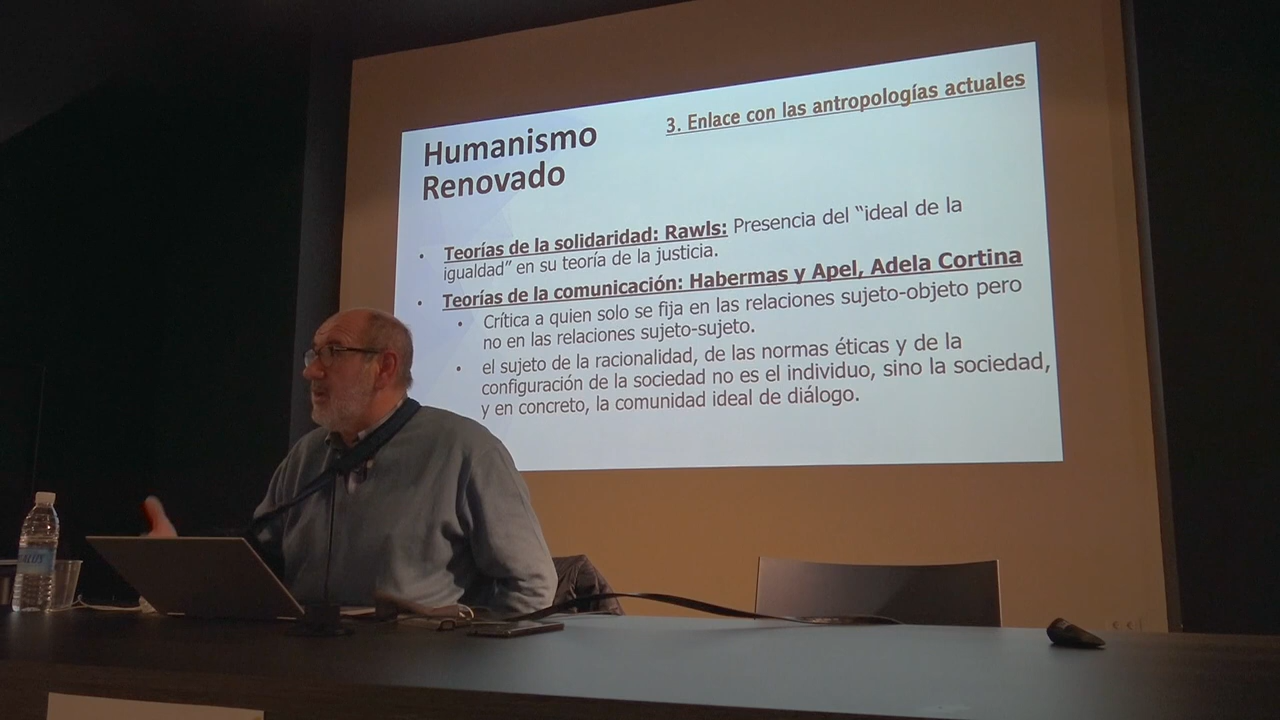 3. Enlace con las antropologías actuales
Humanismo
Renovado
• Teorías de la solidaridad: Rawls: Presencia del “ideal de la
igualdad” en su teoría de la justicia.
• Teorías de la comunicación: Habermas y Apel, Adela Cortina
• Crítica a quien solo se fija en las relaciones sujeto-objeto pero
no en las relaciones sujeto-sujeto.
• el sujeto de la racionalidad, de las normas éticas y de la
configuración de la sociedad no es el individuo, sino la sociedad,
y en concreto, la comunidad ideal de diálogo.